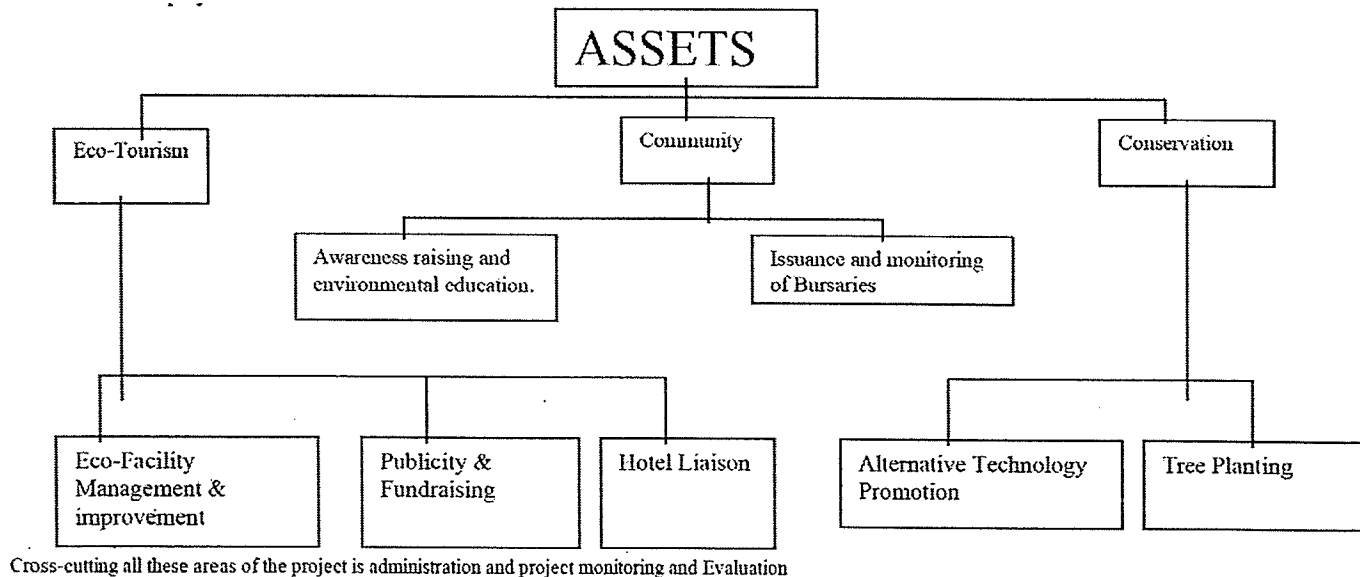 ASSETS
Eco-Tourism
Community
Conservation
Awareness raising and
environmental education.
Issuance and monitoring
of Bursaries
Eco-Facility
Management &
improvement
Publicity &
Fundraising
Hotel Liaison
Alternative Technology
Promotion
Tree Planting
Cross-cutting all these areas of the project is administration and project monitoring and Evaluation